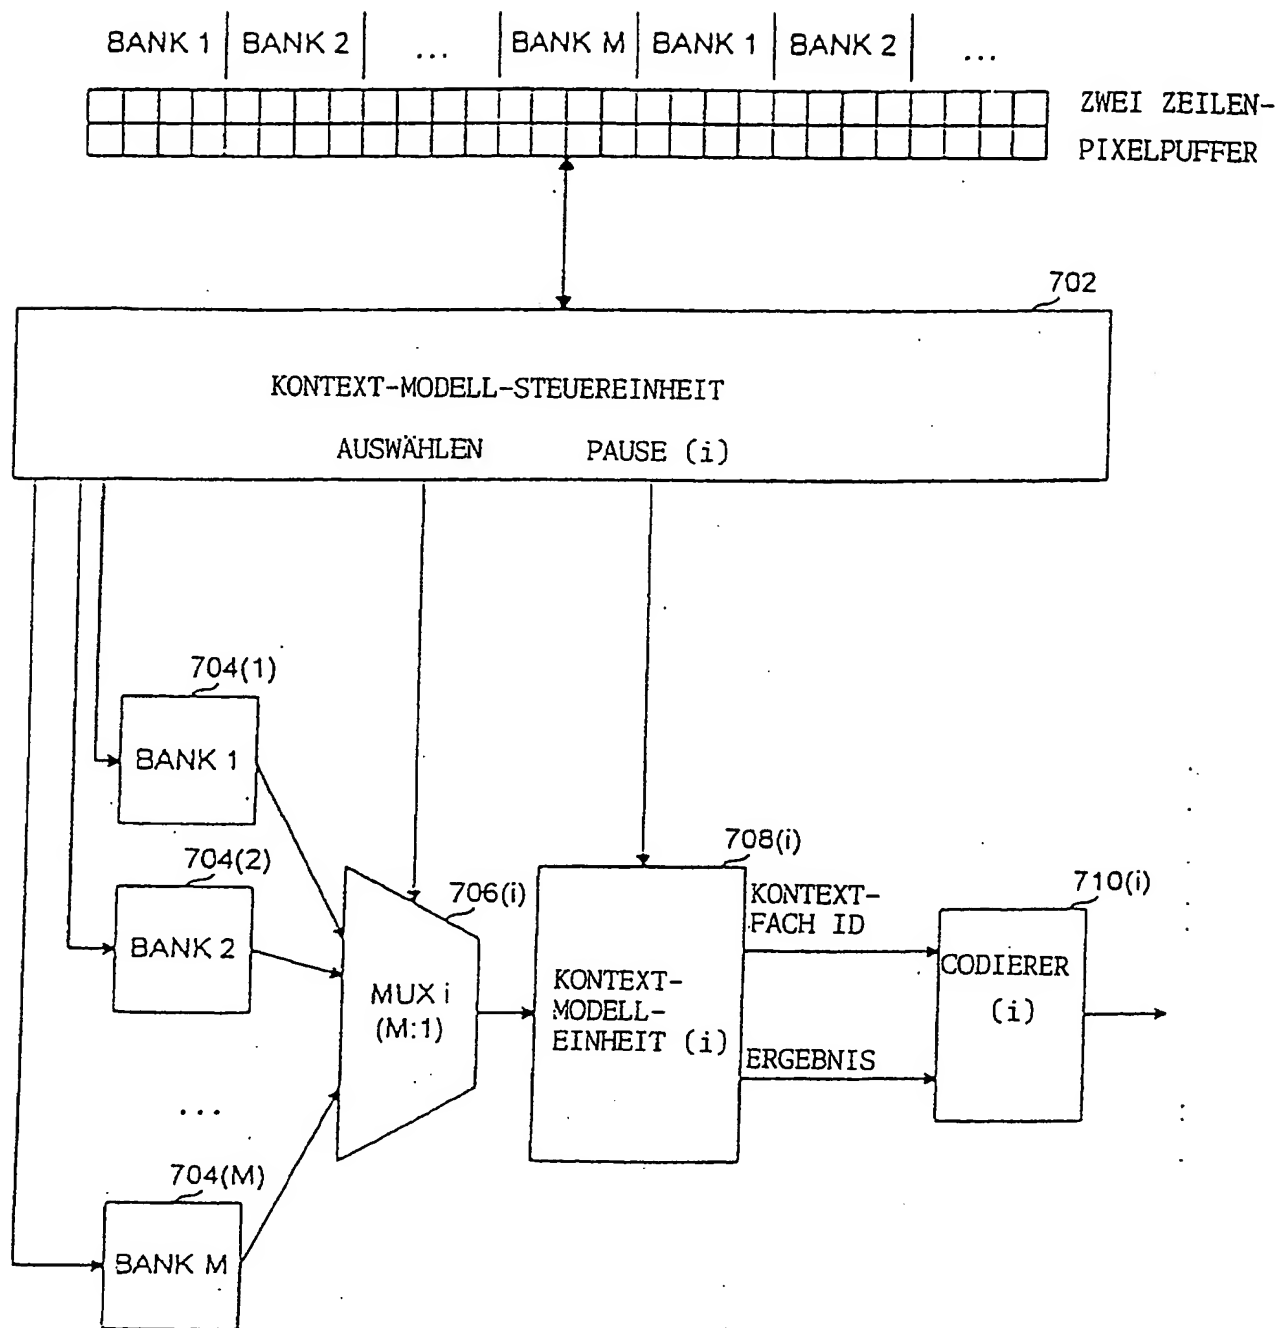 BANK 1 BANK 2 ... BANK M BANK 1 BANK 2 ...
ZWEI ZEILEN-
PIXELPUFFER
702
KONTEXT-MODELL-STEUEREINHEIT
AUSWÄHLEN PAUSE (i)
704(1)
BANK 1
704(2)
BANK 2
...
704(M)
BANK M
706(i)
MUX i
(M:1)
708(i)
KONTEXT-
MODELL-
EINHEIT (i)
KONTEXT-
FACH ID
ERGEBNIS
710(i)
CODIERER
(i)